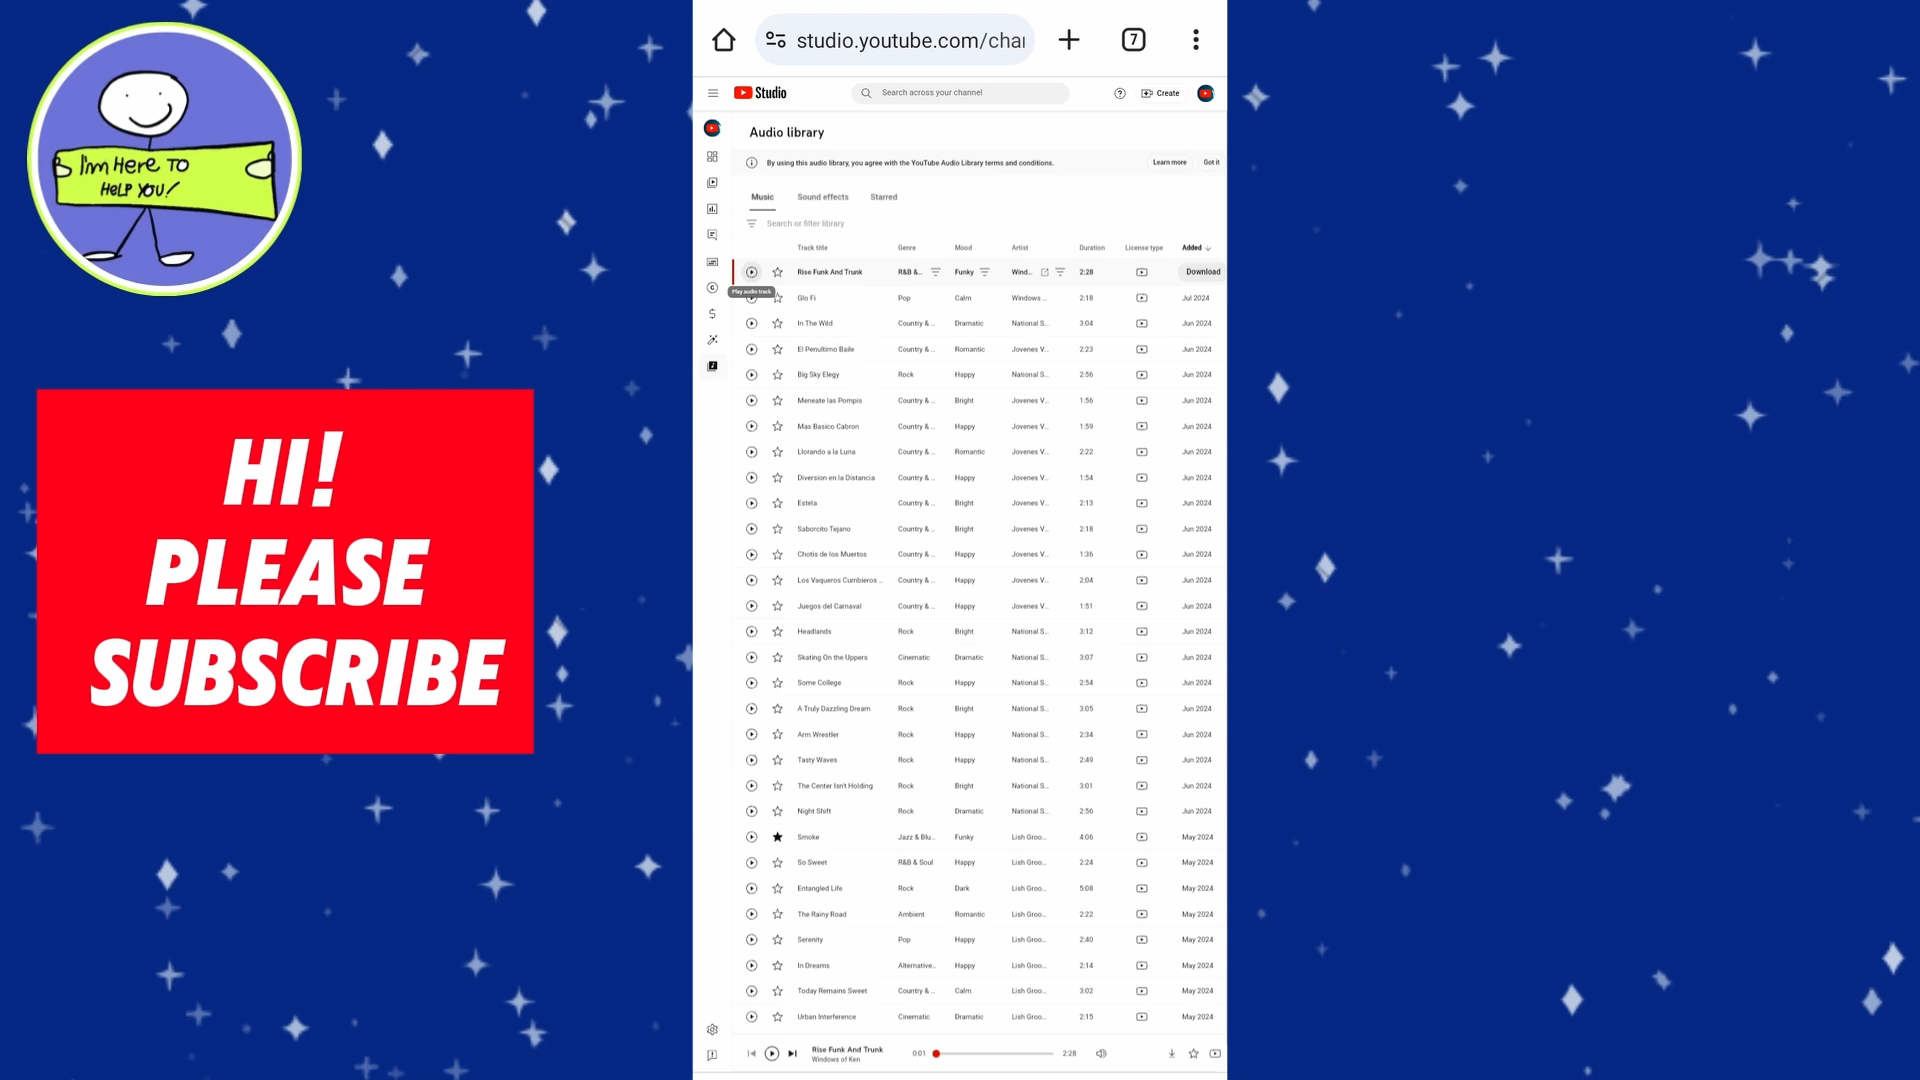 I'm HeRe TO
HeLP YOU!
HI!
PLEASE
SUBSCRIBE
studio.youtube.com/cha
7
Studio
Search across your channel
Create
Audio library
By using this audio library, you agree with the YouTube Audio Library terms and conditions.
Learn more
Got it
Music Sound effects Starred
Search or filter library
Track title Genre Mood Artist Duration License type Added
Rise Funk And Trunk R&B &... Funky Wind... 2:28 Download
Play audio track
Glo Fi Pop Calm Windows ... 2:18 Jul 2024
In The Wild Country & ... Dramatic National S... 3:04 Jun 2024
El Penultimo Baile Country & ... Romantic Jovenes V... 2:23 Jun 2024
Big Sky Elegy Rock Happy National S... 2:56 Jun 2024
Meneate las Pompis Country & ... Bright Jovenes V... 1:56 Jun 2024
Mas Basico Cabron Country & ... Happy Jovenes V... 1:59 Jun 2024
Llorando a la Luna Country & ... Romantic Jovenes V... 2:22 Jun 2024
Diversion en la Distancia Country & ... Happy Jovenes V... 1:54 Jun 2024
Estela Country & ... Bright Jovenes V... 2:13 Jun 2024
Saborcito Tejano Country & ... Bright Jovenes V... 2:18 Jun 2024
Chotis de los Muertos Country & ... Happy Jovenes V... 1:36 Jun 2024
Los Vaqueros Cumbieros ... Country & ... Happy Jovenes V... 2:04 Jun 2024
Juegos del Carnaval Country & ... Happy Jovenes V... 1:51 Jun 2024
Headlands Rock Bright National S... 3:12 Jun 2024
Skating On the Uppers Cinematic Dramatic National S... 3:07 Jun 2024
Some College Rock Happy National S... 2:54 Jun 2024
A Truly Dazzling Dream Rock Bright National S... 3:05 Jun 2024
Arm Wrestler Rock Happy National S... 2:34 Jun 2024
Tasty Waves Rock Happy National S... 2:49 Jun 2024
The Center Isn't Holding Rock Bright National S... 3:01 Jun 2024
Night Shift Rock Dramatic National S... 2:56 Jun 2024
Smoke Jazz & Blu... Funky Lish Groo... 4:06 May 2024
So Sweet R&B & Soul Happy Lish Groo... 2:24 May 2024
Entangled Life Rock Dark Lish Groo... 5:08 May 2024
The Rainy Road Ambient Romantic Lish Groo... 2:22 May 2024
Serenity Pop Happy Lish Groo... 2:40 May 2024
In Dreams Alternative... Happy Lish Groo... 2:14 May 2024
Today Remains Sweet Country & ... Calm Lish Groo... 3:02 May 2024
Urban Interference Cinematic Dramatic Lish Groo... 2:15 May 2024
Rise Funk And Trunk
Windows of Ken
0:01 2:28